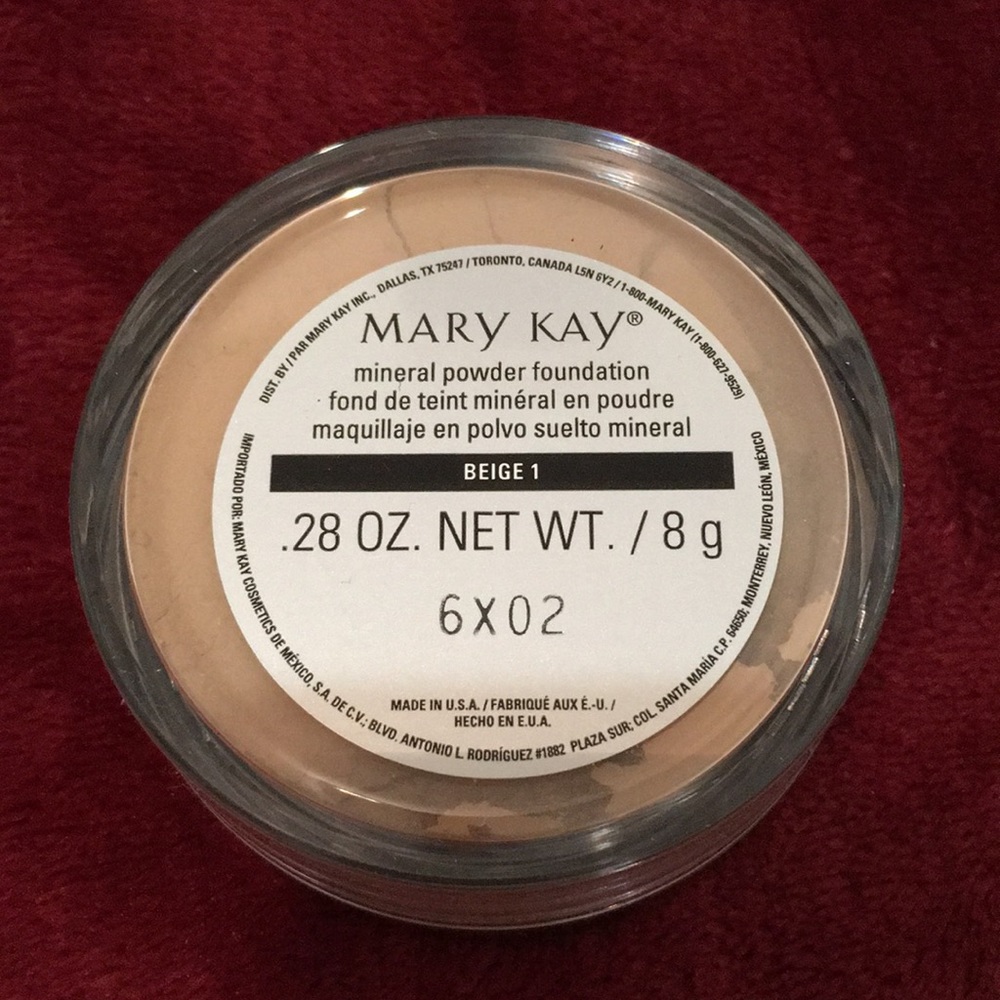 DIST. BY / PAR MARY KAY INC., DALLAS, TX 75247 / TORONTO, CANADA L5N 6Y2 / 1-800-MARY KAY (1-800-627-9529)
MARY KAY®
mineral powder foundation
fond de teint minéral en poudre
maquillaje en polvo suelto mineral
BEIGE 1
.28 OZ. NET WT. / 8 g
6X02
MADE IN U.S.A. / FABRIQUÉ AUX É.-U. /
HECHO EN E.U.A.
IMPORTADO POR: MARY KAY COSMETICS DE MÉXICO, S.A. DE C.V.; BLVD. ANTONIO L. RODRÍGUEZ #1882 PLAZA SUR; COL. SANTA MARÍA C.P. 64650; MONTERREY, NUEVO LEÓN, MÉXICO